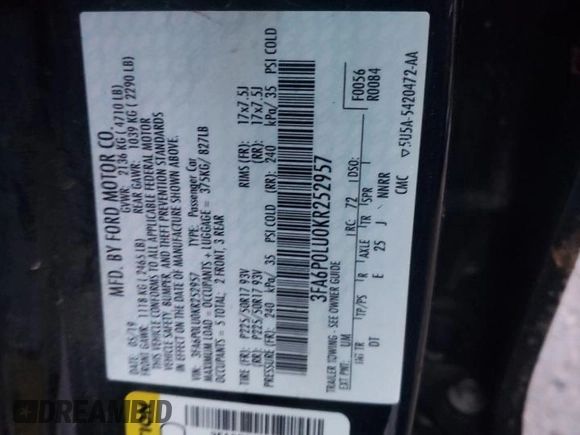 MFD. BY FORD MOTOR CO.
DATE: 05/19 GVWR: 2136 KG (4710 LB)
FRONT GAWR: 1118 KG (2465 LB) REAR GAWR: 1039 KG (2290 LB)
THIS VEHICLE CONFORMS TO ALL APPLICABLE FEDERAL MOTOR
VEHICLE SAFETY, BUMPER, AND THEFT PREVENTION STANDARDS
IN EFFECT ON THE DATE OF MANUFACTURE SHOWN ABOVE.
VIN: 3FA6P0LU0KR252957 TYPE: Passenger Car
MAXIMUM LOAD = OCCUPANTS + LUGGAGE = 375KG/ 827LB
OCCUPANTS = 5 TOTAL: 2 FRONT, 3 REAR
TIRE (FR): P225/50R17 93V RIMS (FR): 17x7.5J
(RR): P225/50R17 93V (RR): 17x7.5J
PRESSURE (FR): 240 kPa/ 35 PSI COLD (RR): 240 kPa/ 35 PSI COLD
3FA6P0LU0KR252957
F0056
R0084
TRAILER TOWING - SEE OWNER GUIDE
EXT PNT: UM RC: 72 DSO:
INT TR TP/PS R AXLE TR SPR
DT E 25 J NNRR
CMC 5U5A-5420472-AA
DREAMBID